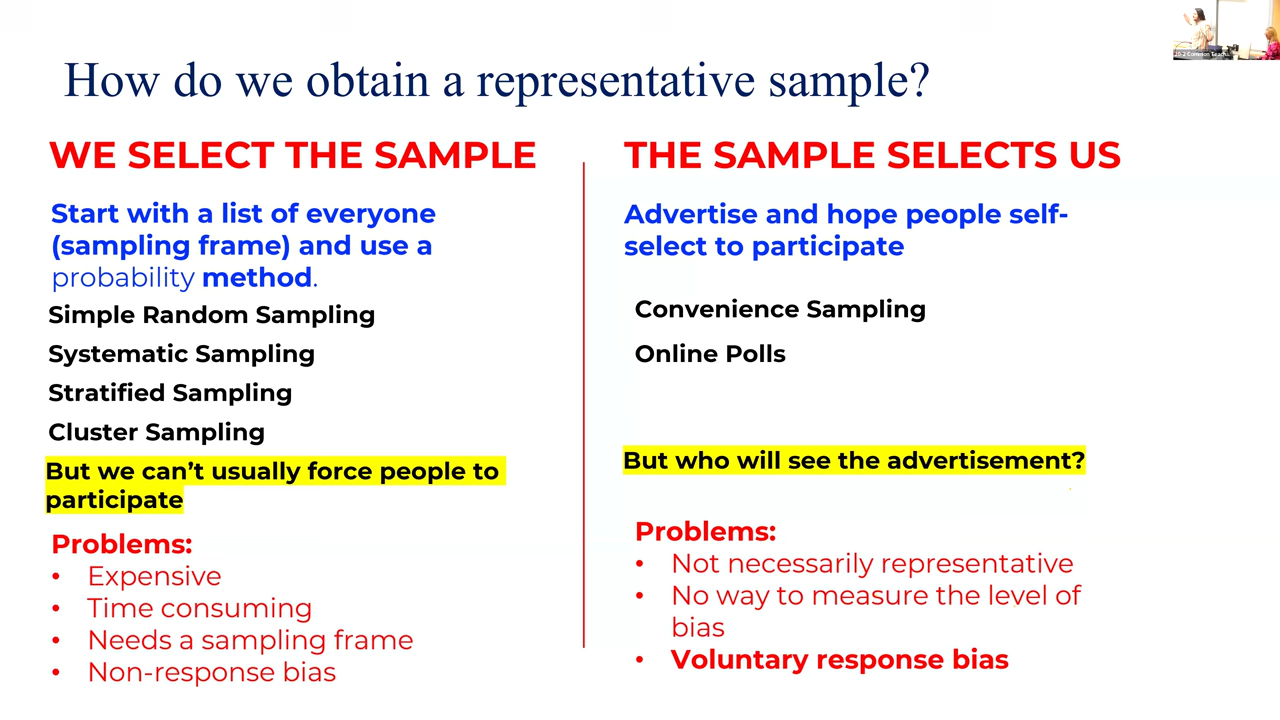 How do we obtain a representative sample?
WE SELECT THE SAMPLE
Start with a list of everyone
(sampling frame) and use a
probability method.
Simple Random Sampling
Systematic Sampling
Stratified Sampling
Cluster Sampling
But we can’t usually force people to
participate
Problems:
• Expensive
• Time consuming
• Needs a sampling frame
• Non-response bias
THE SAMPLE SELECTS US
Advertise and hope people self-
select to participate
Convenience Sampling
Online Polls
But who will see the advertisement?
Problems:
• Not necessarily representative
• No way to measure the level of
bias
• Voluntary response bias